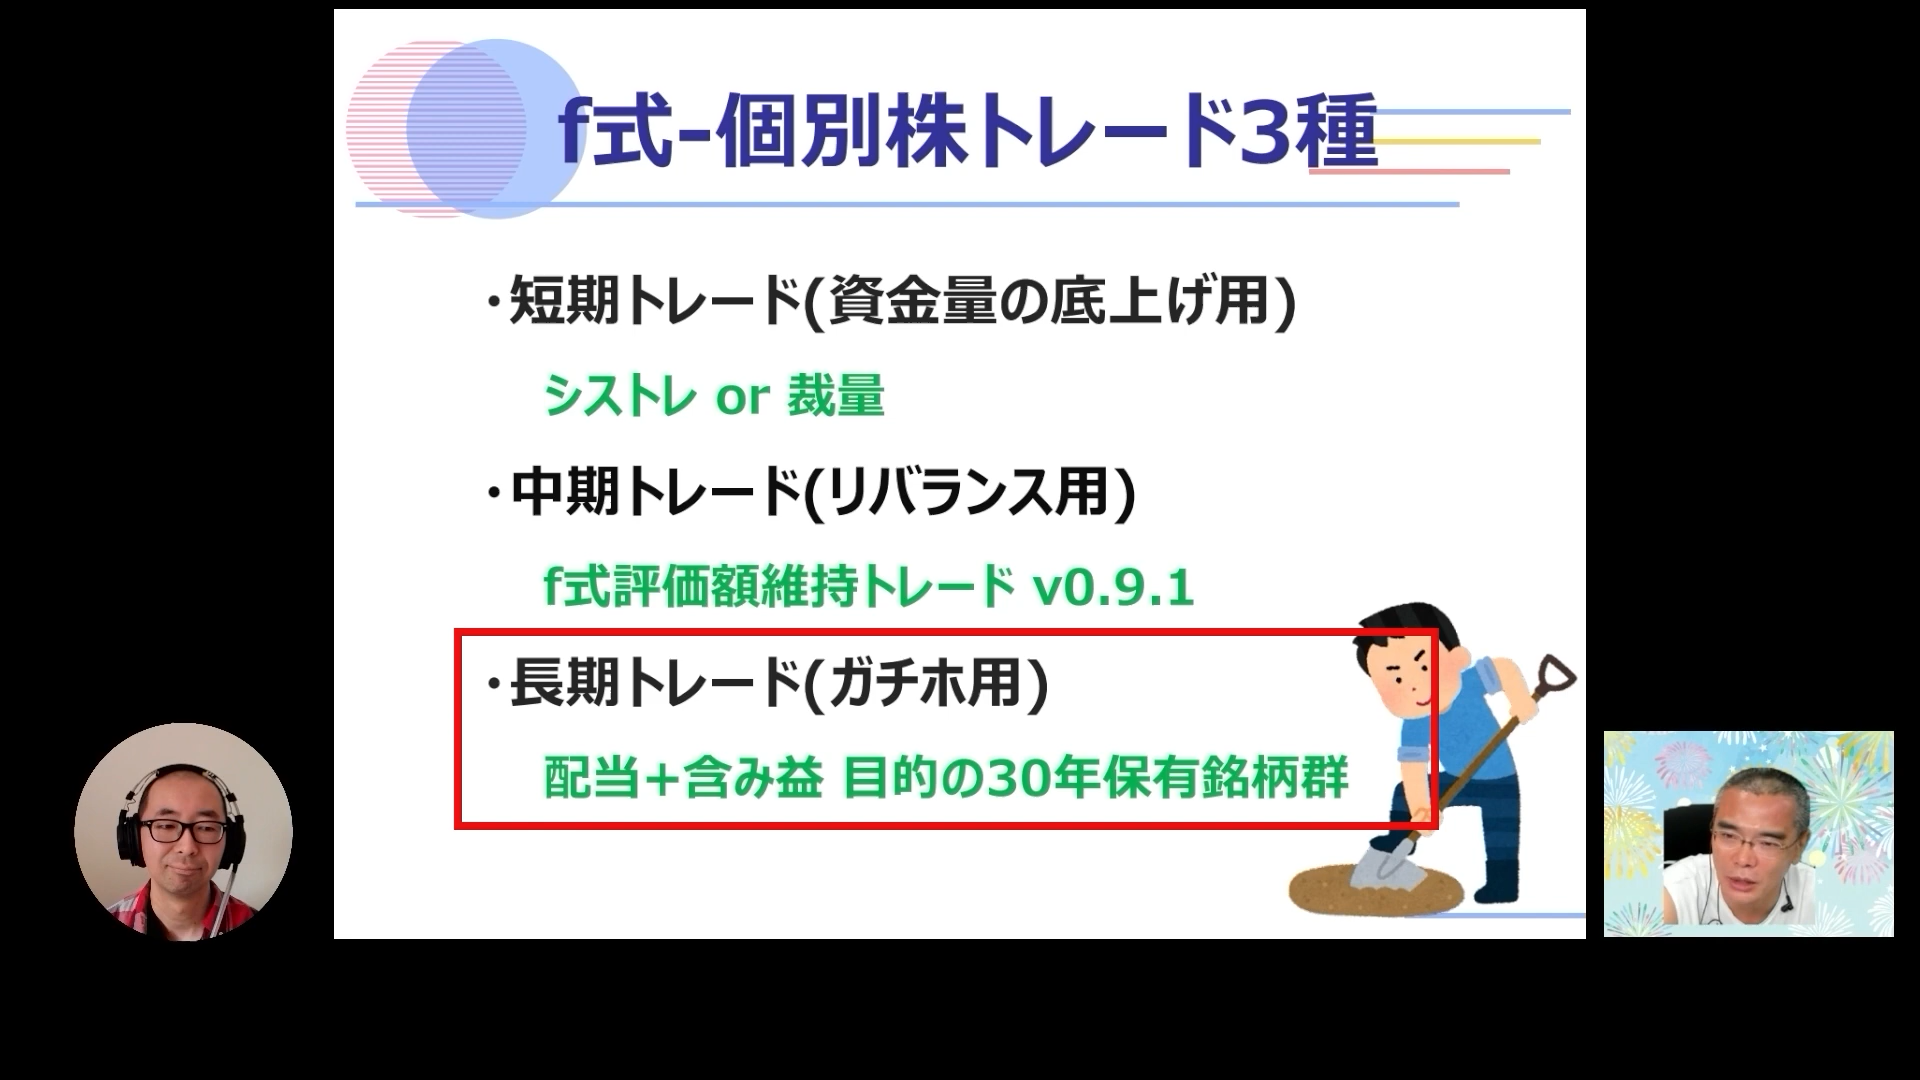 f式-個別株トレード3種
・短期トレード(資金量の底上げ用)
シストレ or 裁量
・中期トレード(リバランス用)
f式評価額維持トレード v0.9.1
・長期トレード(ガチホ用)
配当+含み益 目的の30年保有銘柄群